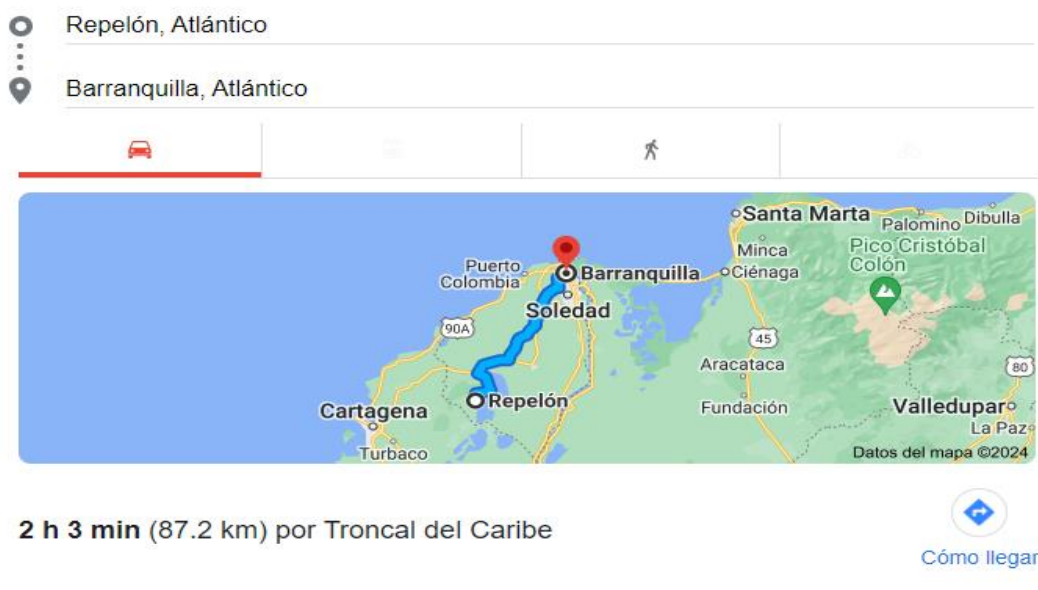 Repelón, Atlántico
Barranquilla, Atlántico
Santa Marta
Palomino
Dibulla
Minca
Pico Cristóbal
Colón
Puerto
Colombia
Barranquilla
Ciénaga
Soledad
90A
45
Aracataca
80
Repelón
Cartagena
Fundación
Valledupar
La Paz
Turbaco
Datos del mapa ©2024
2 h 3 min (87.2 km) por Troncal del Caribe
Cómo llegar